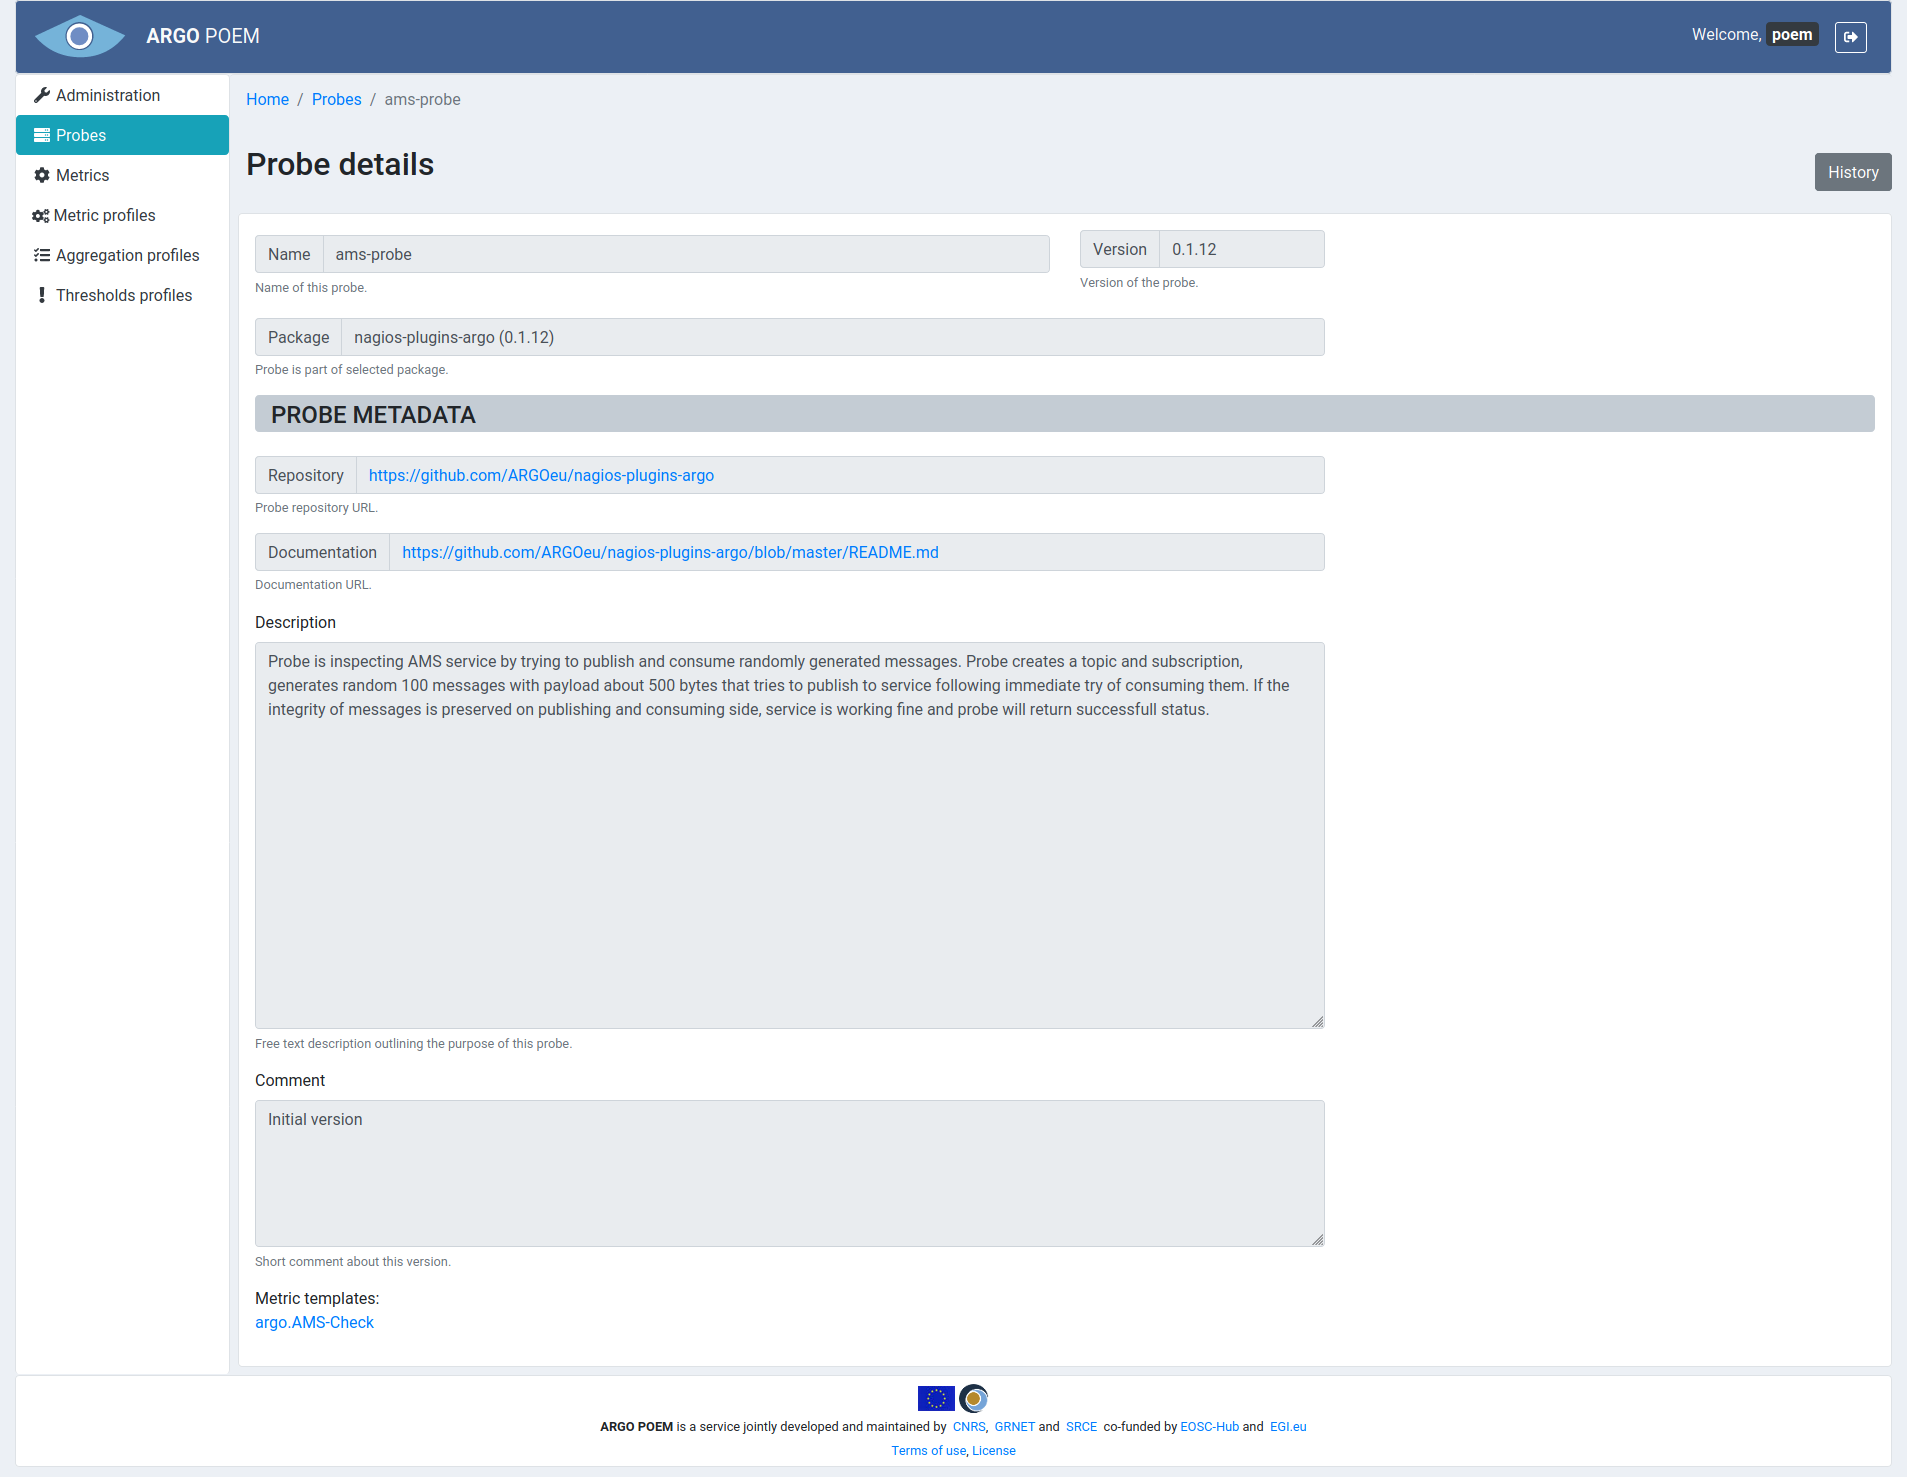 ARGO POEM
Welcome, poem
Administration
Probes
Metrics
Metric profiles
Aggregation profiles
Thresholds profiles
Home / Probes / ams-probe
Probe details
History
Name ams-probe
Name of this probe.
Version 0.1.12
Version of the probe.
Package nagios-plugins-argo (0.1.12)
Probe is part of selected package.
PROBE METADATA
Repository https://github.com/ARGOeu/nagios-plugins-argo
Probe repository URL.
Documentation https://github.com/ARGOeu/nagios-plugins-argo/blob/master/README.md
Documentation URL.
Description
Probe is inspecting AMS service by trying to publish and consume randomly generated messages. Probe creates a topic and subscription,
generates random 100 messages with payload about 500 bytes that tries to publish to service following immediate try of consuming them. If the
integrity of messages is preserved on publishing and consuming side, service is working fine and probe will return successfull status.
Free text description outlining the purpose of this probe.
Comment
Initial version
Short comment about this version.
Metric templates:
argo.AMS-Check
ARGO POEM is a service jointly developed and maintained by CNRS, GRNET and SRCE co-funded by EOSC-Hub and EGI.eu
Terms of use, License